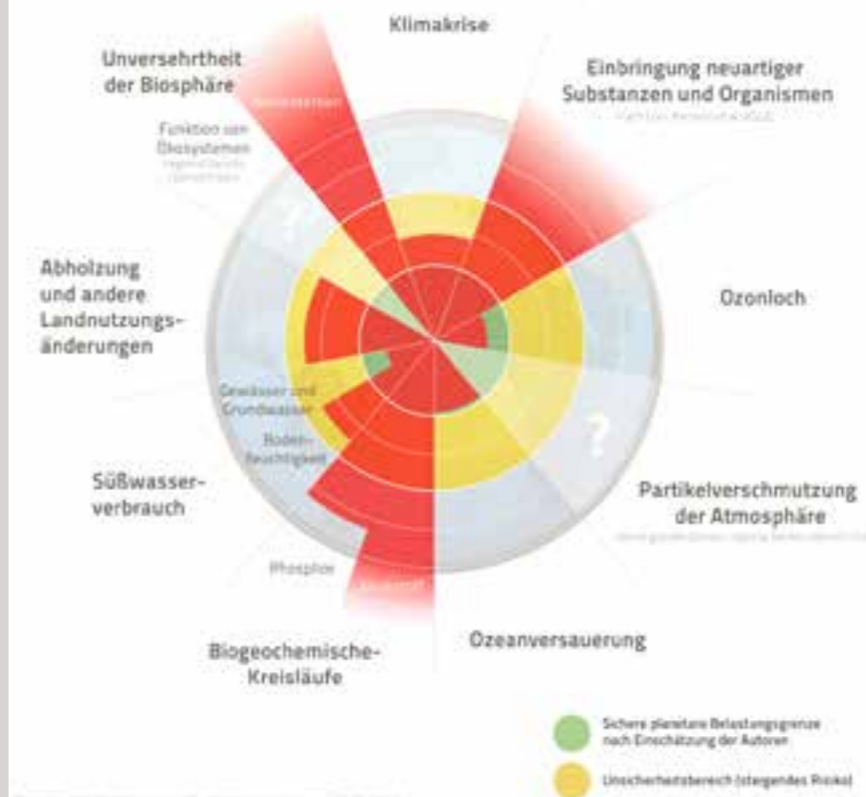 Klimakrise
Unversehrtheit
der Biosphäre
Einbringung neuartiger
Substanzen und Organismen
Funktion von
Ökosystemen
?
Abholzung
und andere
Landnutzungs-
änderungen
Ozonloch
Gewässer und
Grundwasser
Boden-
feuchtigkeit
?
Süßwasser-
verbrauch
Partikelverschmutzung
der Atmosphäre
Phosphor
Biogeochemische-
Kreisläufe
Ozeanversauerung
Sichere planetare Belastungsgrenze
nach Einschätzung der Autoren
Unsicherheitsbereich (steigendes Risiko)